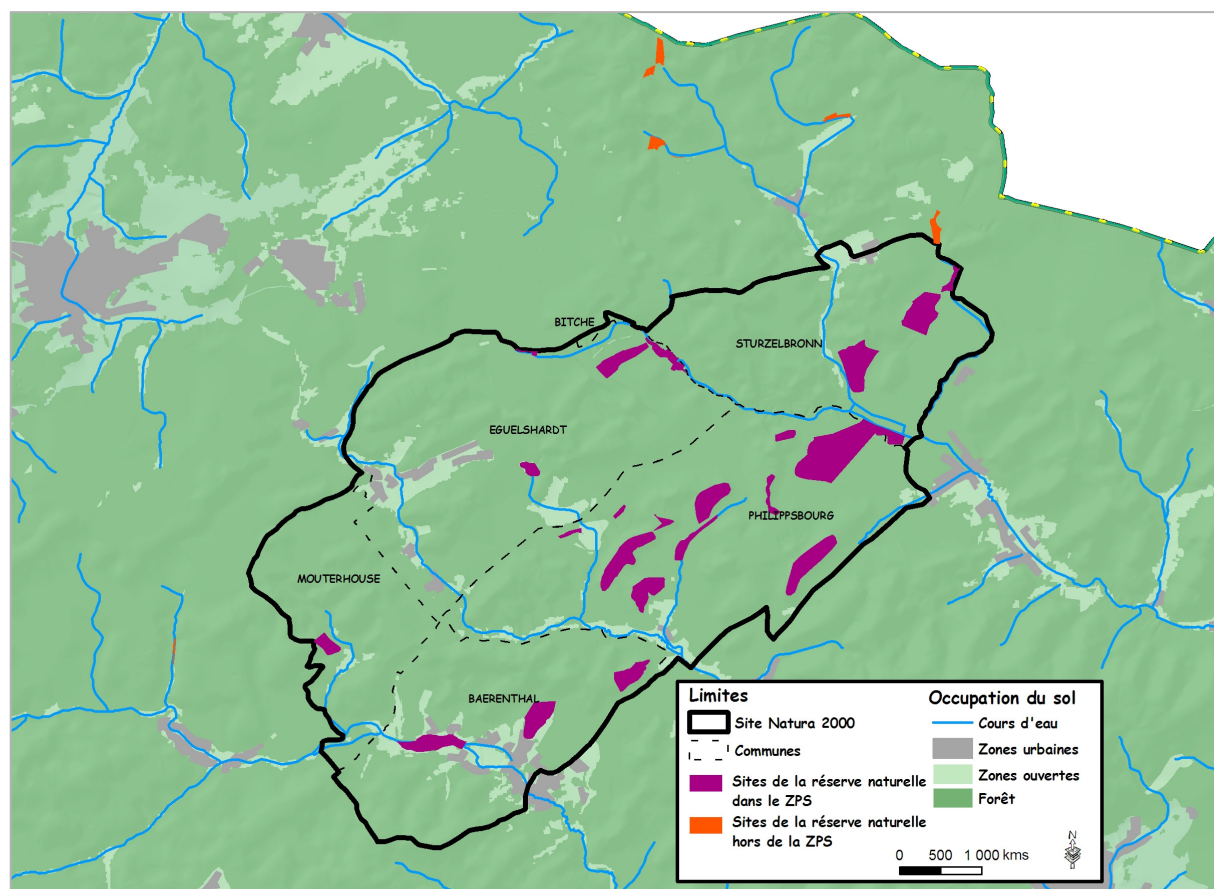 BITCHE
STURZELBRONN
EGUELSHARDT
PHILIPPSBOURG
MOUTERHOUSE
BAERENTHAL
Limites
Site Natura 2000
Communes
Sites de la réserve naturelle
dans le ZPS
Sites de la réserve naturelle
hors de la ZPS
Occupation du sol
Cours d'eau
Zones urbaines
Zones ouvertes
Forêt
N
0 500 1 000 kms